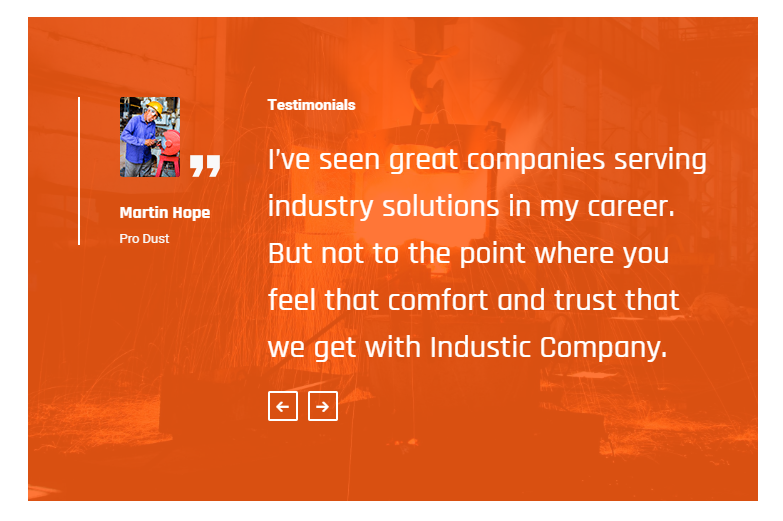 Testimonials
I've seen great companies serving
industry solutions in my career.
But not to the point where you
feel that comfort and trust that
we get with Industic Company.
Martin Hope
Pro Dust